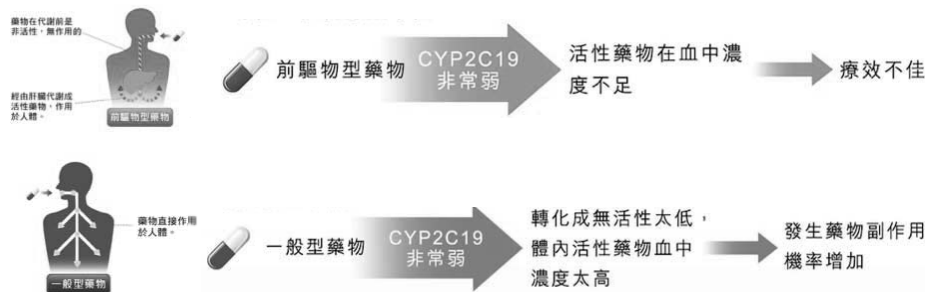 藥物在代謝前是
非活性，無作用的
經由肝臟代謝成
活性藥物，作用
於人體。
前驅物型藥物
前驅物型藥物
CYP2C19
非常弱
活性藥物在血中濃
度不足
療效不佳
藥物直接作用
於人體。
一般型藥物
一般型藥物
CYP2C19
非常弱
轉化成無活性太低，
體內活性藥物血中
濃度太高
發生藥物副作用
機率增加